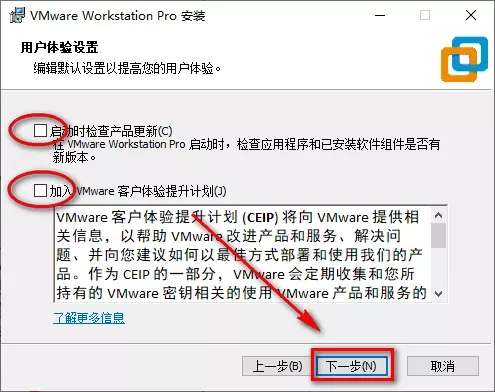 VMware Workstation Pro 安装
用户体验设置
编辑默认设置以提高您的用户体验。
启动时检查产品更新(C)
在 VMware Workstation Pro 启动时，检查应用程序和已安装软件组件是否有
新版本。
加入 VMware 客户体验提升计划(J)
VMware 客户体验提升计划 (CEIP) 将向 VMware 提供相
关信息，以帮助 VMware 改进产品和服务、解决问
题、并向您建议如何以最佳方式部署和使用我们的产
品。作为 CEIP 的一部分，VMware 会定期收集和您所
持有的 VMware 密钥相关的使用 VMware 产品和服务的
了解更多信息
上一步(B)
下一步(N)
取消